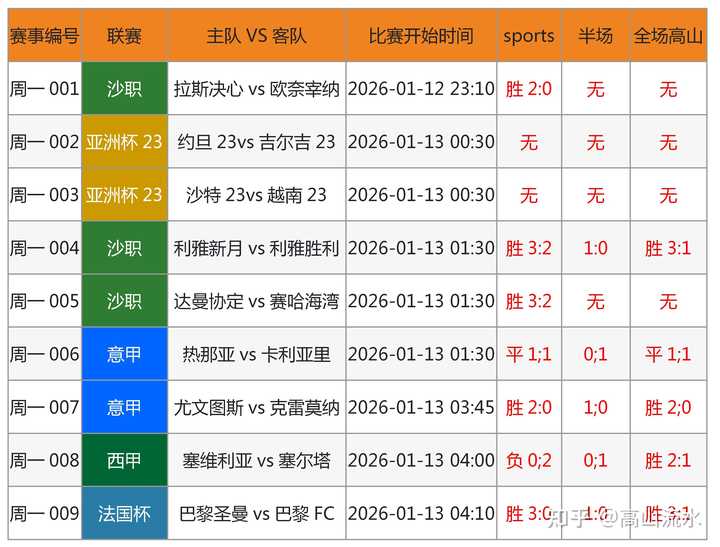 赛事编号 联赛 主队 VS 客队 比赛开始时间 sports 半场 全场高山
周一 001 沙职 拉斯决心 vs 欧奈宰纳 2026-01-12 23:10 胜 2:0 无 无
周一 002 亚洲杯 23 约旦 23vs 吉尔吉 23 2026-01-13 00:30 无 无 无
周一 003 亚洲杯 23 沙特 23vs 越南 23 2026-01-13 00:30 无 无 无
周一 004 沙职 利雅新月 vs 利雅胜利 2026-01-13 01:30 胜 3:2 1:0 胜 3:1
周一 005 沙职 达曼协定 vs 赛哈海湾 2026-01-13 01:30 胜 3:2 无 无
周一 006 意甲 热那亚 vs 卡利亚里 2026-01-13 01:30 平 1;1 0;1 平 1;1
周一 007 意甲 尤文图斯 vs 克雷莫纳 2026-01-13 03:45 胜 2:0 1;0 胜 2;0
周一 008 西甲 塞维利亚 vs 塞尔塔 2026-01-13 04:00 负 0;2 0;1 胜 2:1
周一 009 法国杯 巴黎圣曼 vs 巴黎 FC 2026-01-13 04:10 胜 3:0 1:0 胜 3:1
知乎 @高山流水